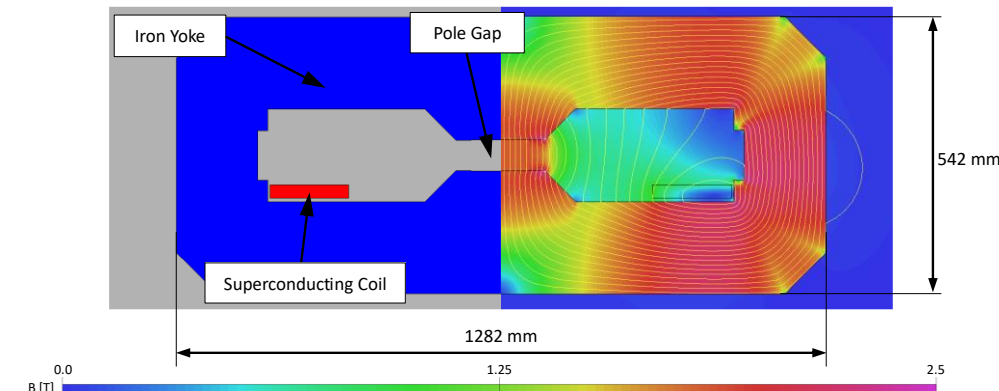 Iron Yoke
Pole Gap
542 mm
Superconducting Coil
1282 mm
0.0
1.25
2.5
B [T]